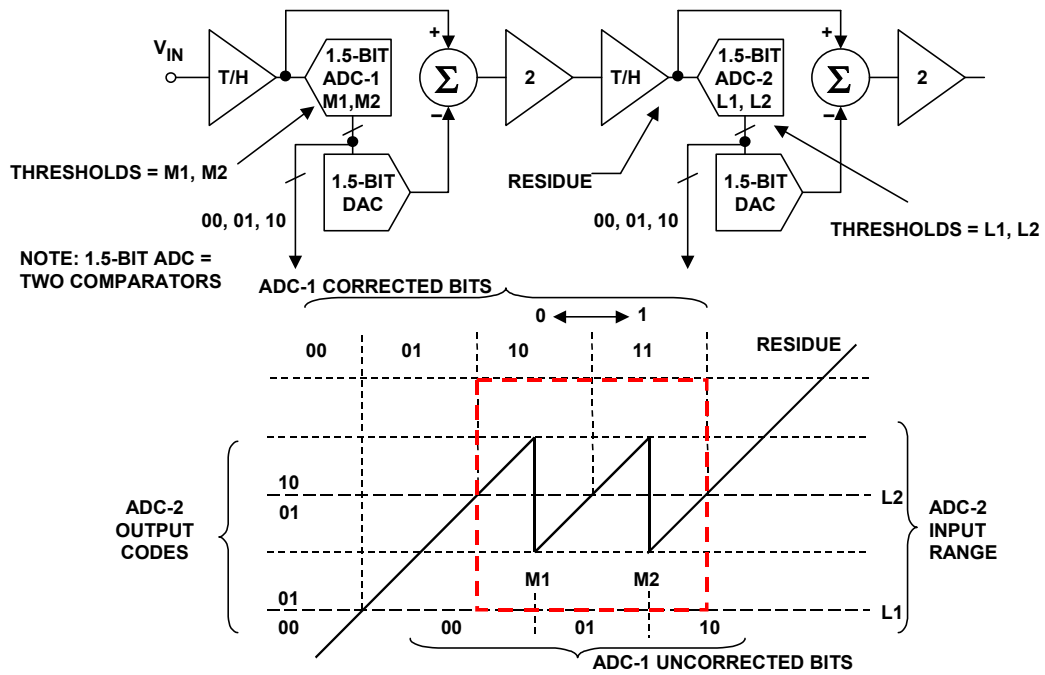 V_IN
T/H
1.5-BIT
ADC-1
M1,M2
+
Σ
–
2
T/H
1.5-BIT
ADC-2
L1, L2
+
Σ
–
2
THRESHOLDS = M1, M2
1.5-BIT
DAC
RESIDUE
1.5-BIT
DAC
00, 01, 10
00, 01, 10
THRESHOLDS = L1, L2
NOTE: 1.5-BIT ADC =
TWO COMPARATORS
ADC-1 CORRECTED BITS
0 1
00 01 10 11
RESIDUE
ADC-2
OUTPUT
CODES
10
01
01
00
L2
L1
ADC-2
INPUT
RANGE
M1 M2
00 01 10
ADC-1 UNCORRECTED BITS